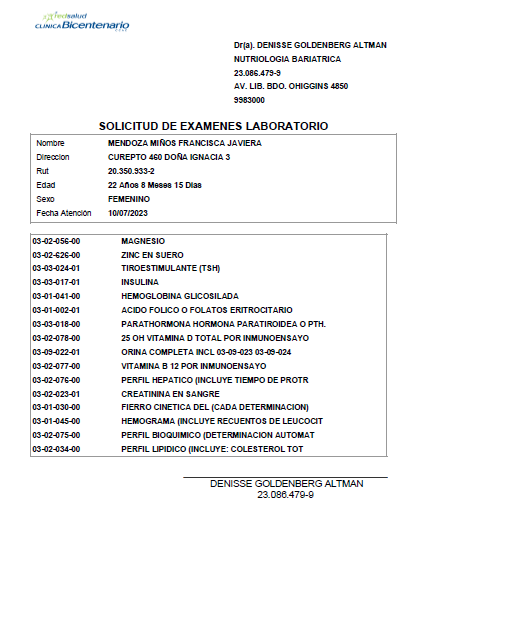 redsalud
CLINICA Bicentenario
Dr(a). DENISSE GOLDENBERG ALTMAN
NUTRIOLOGIA BARIATRICA
23.086.479-9
AV. LIB. BDO. OHIGGINS 4850
9983000
SOLICITUD DE EXAMENES LABORATORIO
Nombre MENDOZA MIÑOS FRANCISCA JAVIERA
Direccion CUREPTO 460 DOÑA IGNACIA 3
Rut 20.350.933-2
Edad 22 Años 8 Meses 15 Dias
Sexo FEMENINO
Fecha Atención 10/07/2023
03-02-056-00 MAGNESIO
03-02-626-00 ZINC EN SUERO
03-03-024-01 TIROESTIMULANTE (TSH)
03-03-017-01 INSULINA
03-01-041-00 HEMOGLOBINA GLICOSILADA
03-01-002-01 ACIDO FOLICO O FOLATOS ERITROCITARIO
03-03-018-00 PARATHORMONA HORMONA PARATIROIDEA O PTH.
03-02-078-00 25 OH VITAMINA D TOTAL POR INMUNOENSAYO
03-09-022-01 ORINA COMPLETA INCL 03-09-023 03-09-024
03-02-077-00 VITAMINA B 12 POR INMUNOENSAYO
03-02-076-00 PERFIL HEPATICO (INCLUYE TIEMPO DE PROTR
03-02-023-01 CREATININA EN SANGRE
03-01-030-00 FIERRO CINETICA DEL (CADA DETERMINACION)
03-01-045-00 HEMOGRAMA (INCLUYE RECUENTOS DE LEUCOCIT
03-02-075-00 PERFIL BIOQUIMICO (DETERMINACION AUTOMAT
03-02-034-00 PERFIL LIPIDICO (INCLUYE: COLESTEROL TOT
DENISSE GOLDENBERG ALTMAN
23.086.479-9